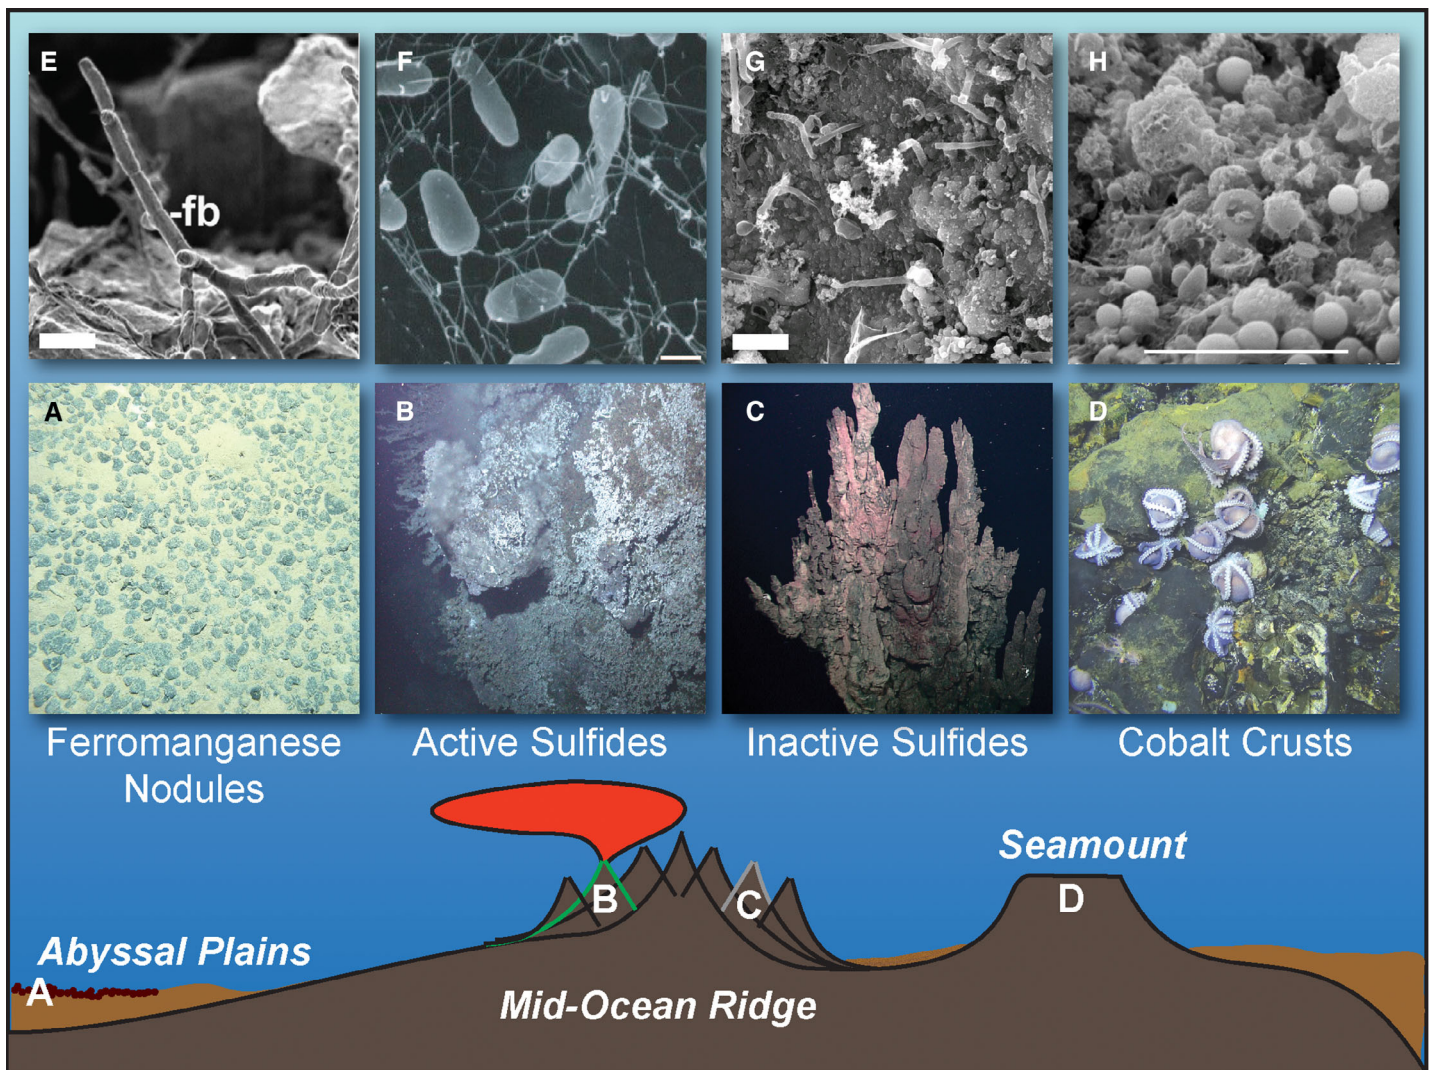 E
F
G
H
-fb
A
B
C
D
Ferromanganese
Nodules
Active Sulfides
Inactive Sulfides
Cobalt Crusts
Seamount
B
C
D
Abyssal Plains
A
Mid-Ocean Ridge